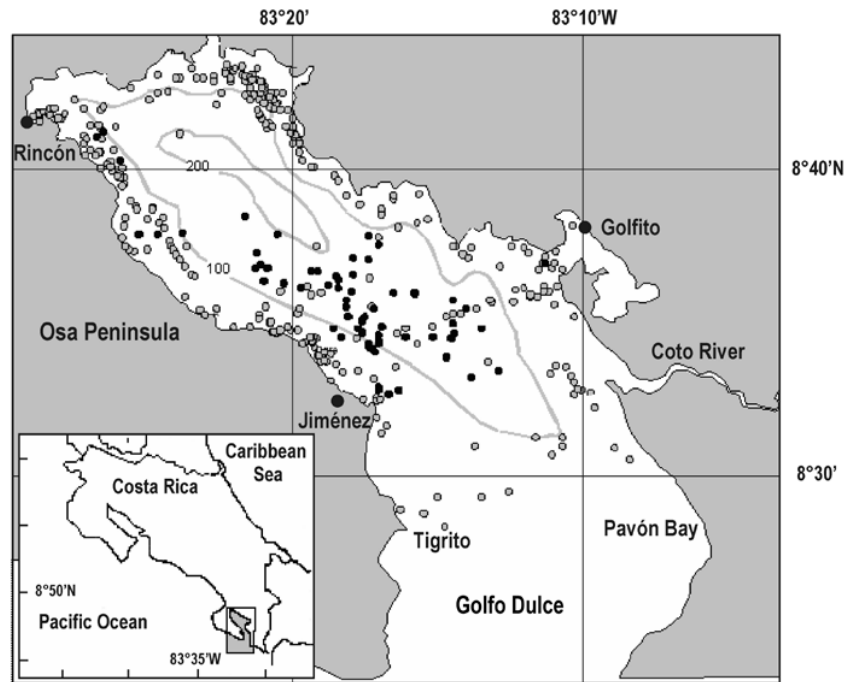 83°20'
83°10'W
Rincón
200
8°40'N
Golfito
100
Osa Peninsula
Coto River
Jiménez
8°30'
Caribbean
Sea
Costa Rica
Tigrito
Pavón Bay
8°50'N
Golfo Dulce
Pacific Ocean
83°35'W